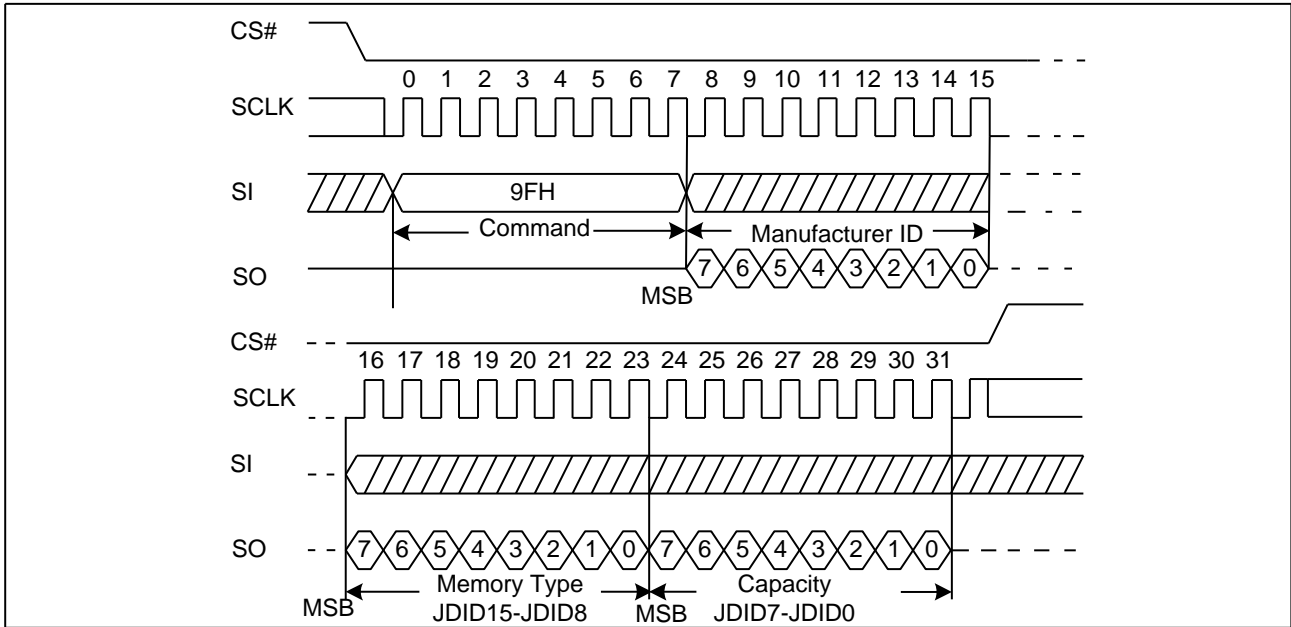 CS#
0 1 2 3 4 5 6 7 8 9 10 11 12 13 14 15
SCLK
SI 9FH
Command Manufacturer ID
SO 7 6 5 4 3 2 1 0
MSB
CS#
16 17 18 19 20 21 22 23 24 25 26 27 28 29 30 31
SCLK
SI
SO 7 6 5 4 3 2 1 0 7 6 5 4 3 2 1 0
Memory Type Capacity
MSB JDID15-JDID8 MSB JDID7-JDID0